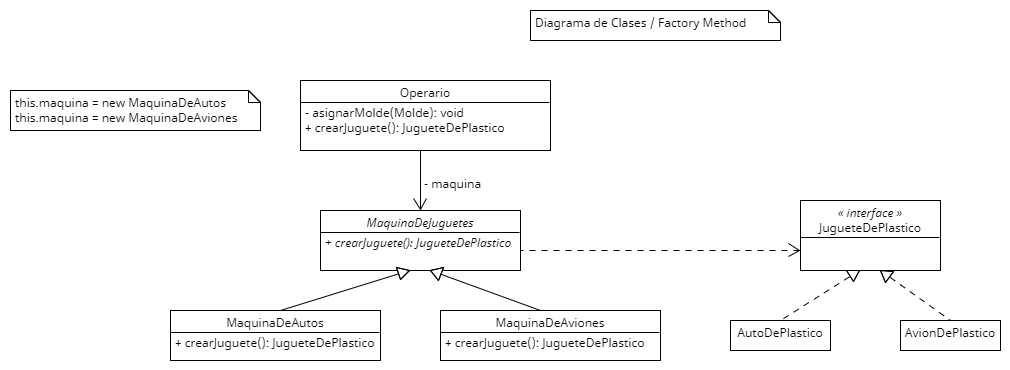 Diagrama de Clases / Factory Method
this.maquina = new MaquinaDeAutos
this.maquina = new MaquinaDeAviones
Operario
- asignarMolde(Molde): void
+ crearJuguete(): JugueteDePlastico
- maquina
MaquinaDeJuguetes
+ crearJuguete(): JugueteDePlastico
« interface »
JugueteDePlastico
MaquinaDeAutos
+ crearJuguete(): JugueteDePlastico
MaquinaDeAviones
+ crearJuguete(): JugueteDePlastico
AutoDePlastico
AvionDePlastico